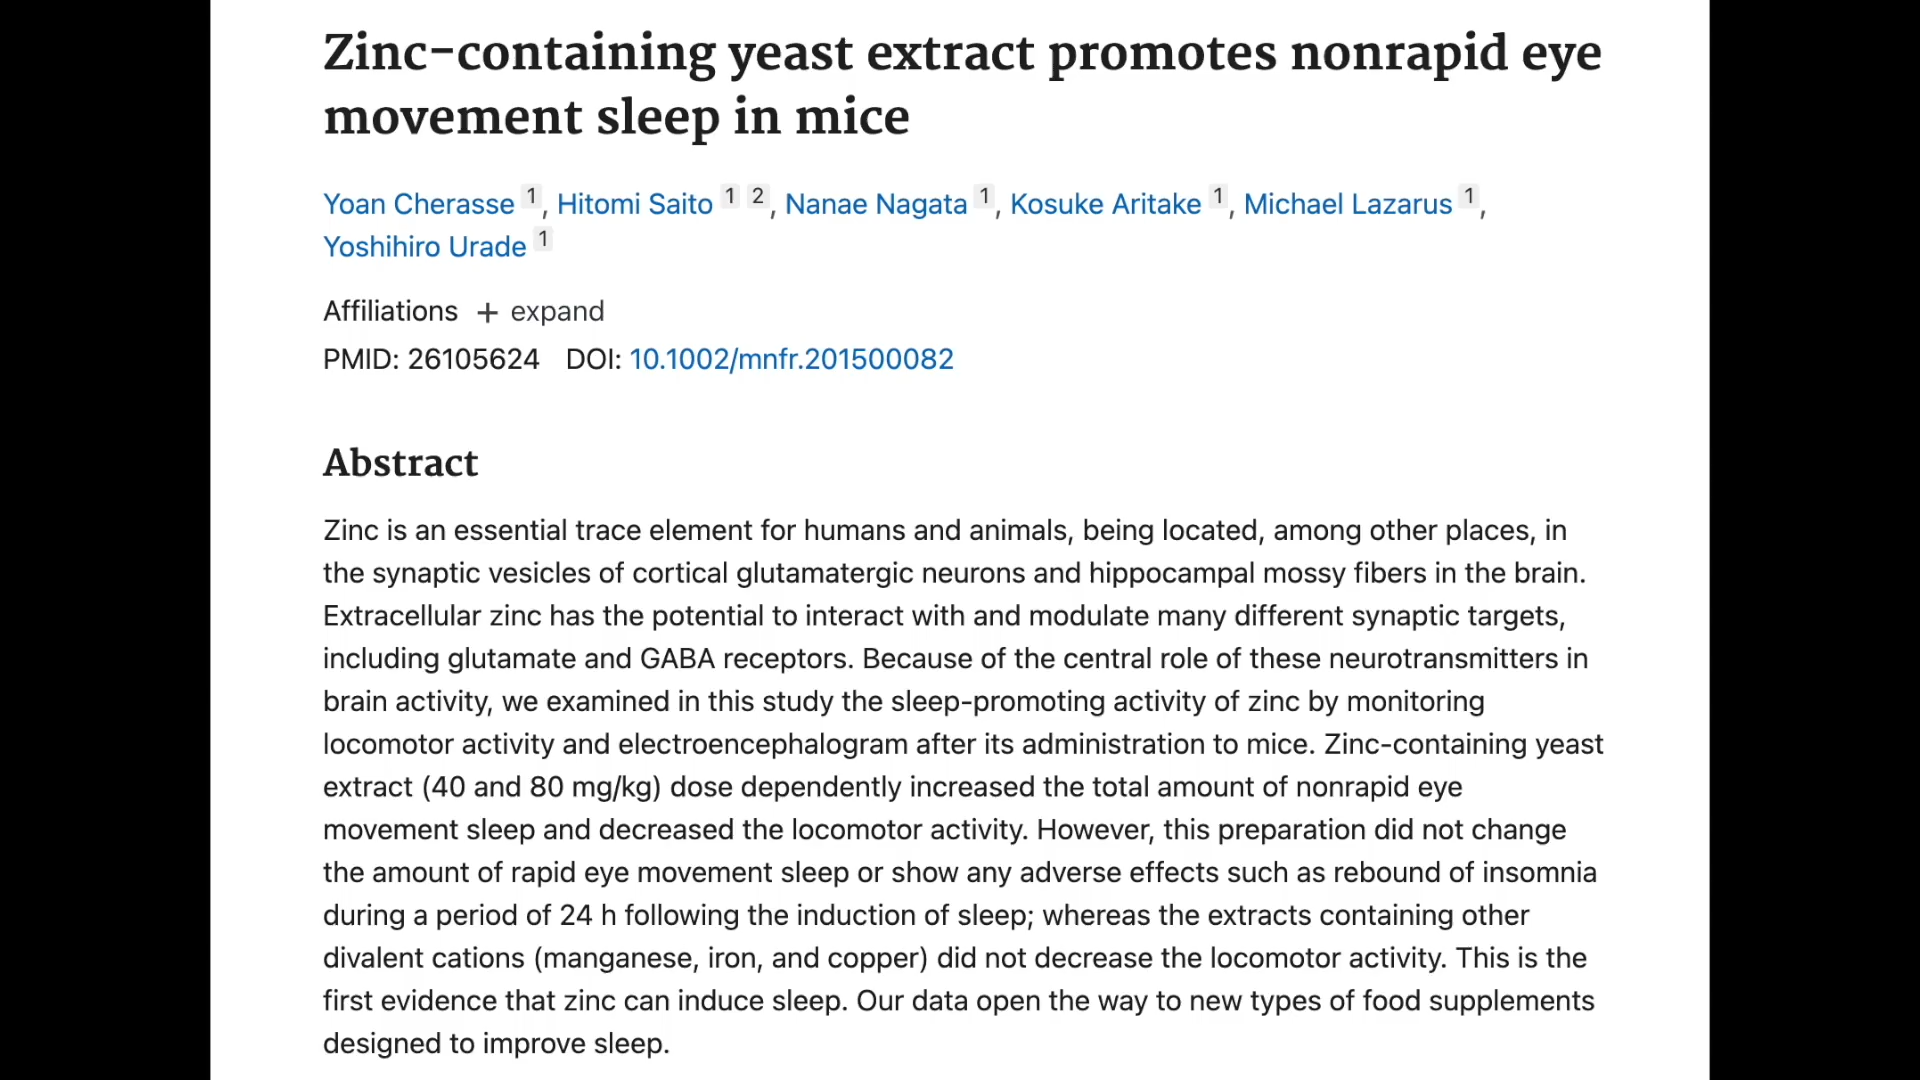 Zinc-containing yeast extract promotes nonrapid eye
movement sleep in mice
Yoan Cherasse 1, Hitomi Saito 1 2, Nanae Nagata 1, Kosuke Aritake 1, Michael Lazarus 1,
Yoshihiro Urade 1
Affiliations + expand
PMID: 26105624 DOI: 10.1002/mnfr.201500082
Abstract
Zinc is an essential trace element for humans and animals, being located, among other places, in
the synaptic vesicles of cortical glutamatergic neurons and hippocampal mossy fibers in the brain.
Extracellular zinc has the potential to interact with and modulate many different synaptic targets,
including glutamate and GABA receptors. Because of the central role of these neurotransmitters in
brain activity, we examined in this study the sleep-promoting activity of zinc by monitoring
locomotor activity and electroencephalogram after its administration to mice. Zinc-containing yeast
extract (40 and 80 mg/kg) dose dependently increased the total amount of nonrapid eye
movement sleep and decreased the locomotor activity. However, this preparation did not change
the amount of rapid eye movement sleep or show any adverse effects such as rebound of insomnia
during a period of 24 h following the induction of sleep; whereas the extracts containing other
divalent cations (manganese, iron, and copper) did not decrease the locomotor activity. This is the
first evidence that zinc can induce sleep. Our data open the way to new types of food supplements
designed to improve sleep.